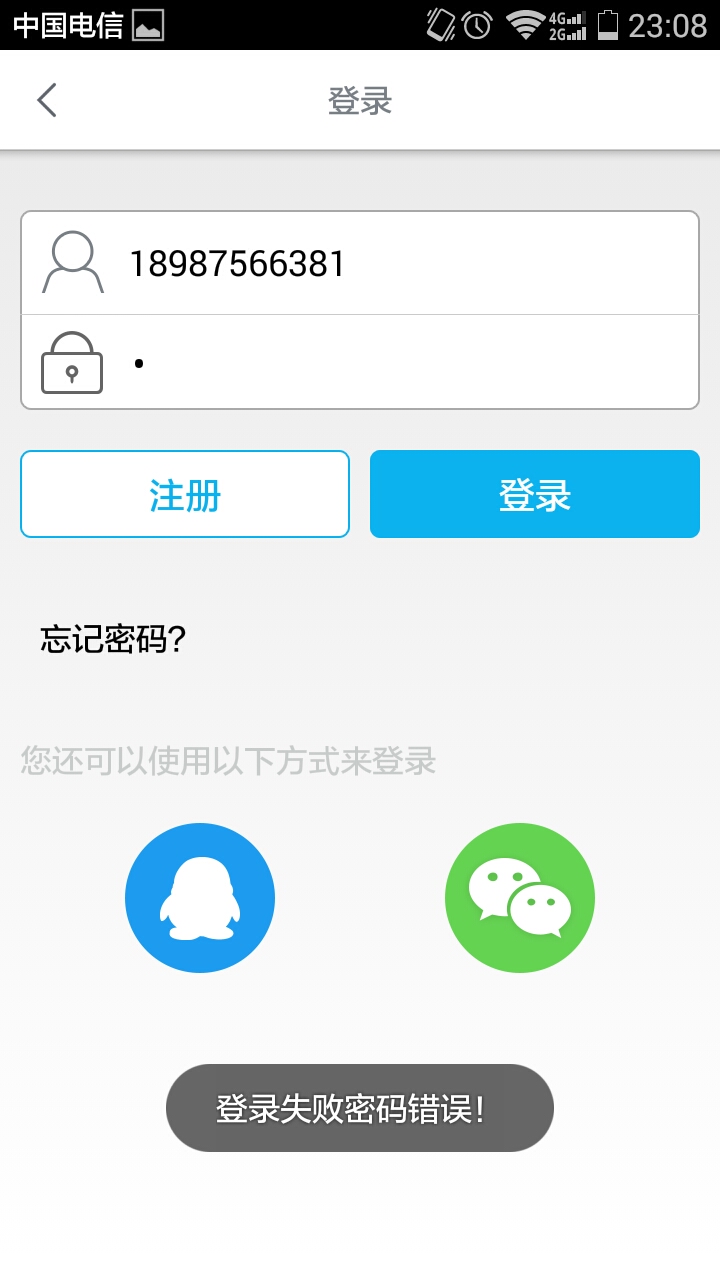 中国电信 4G 2G 23:08
登录
18987566381
•
注册 登录
忘记密码?
您还可以使用以下方式来登录
登录失败密码错误!